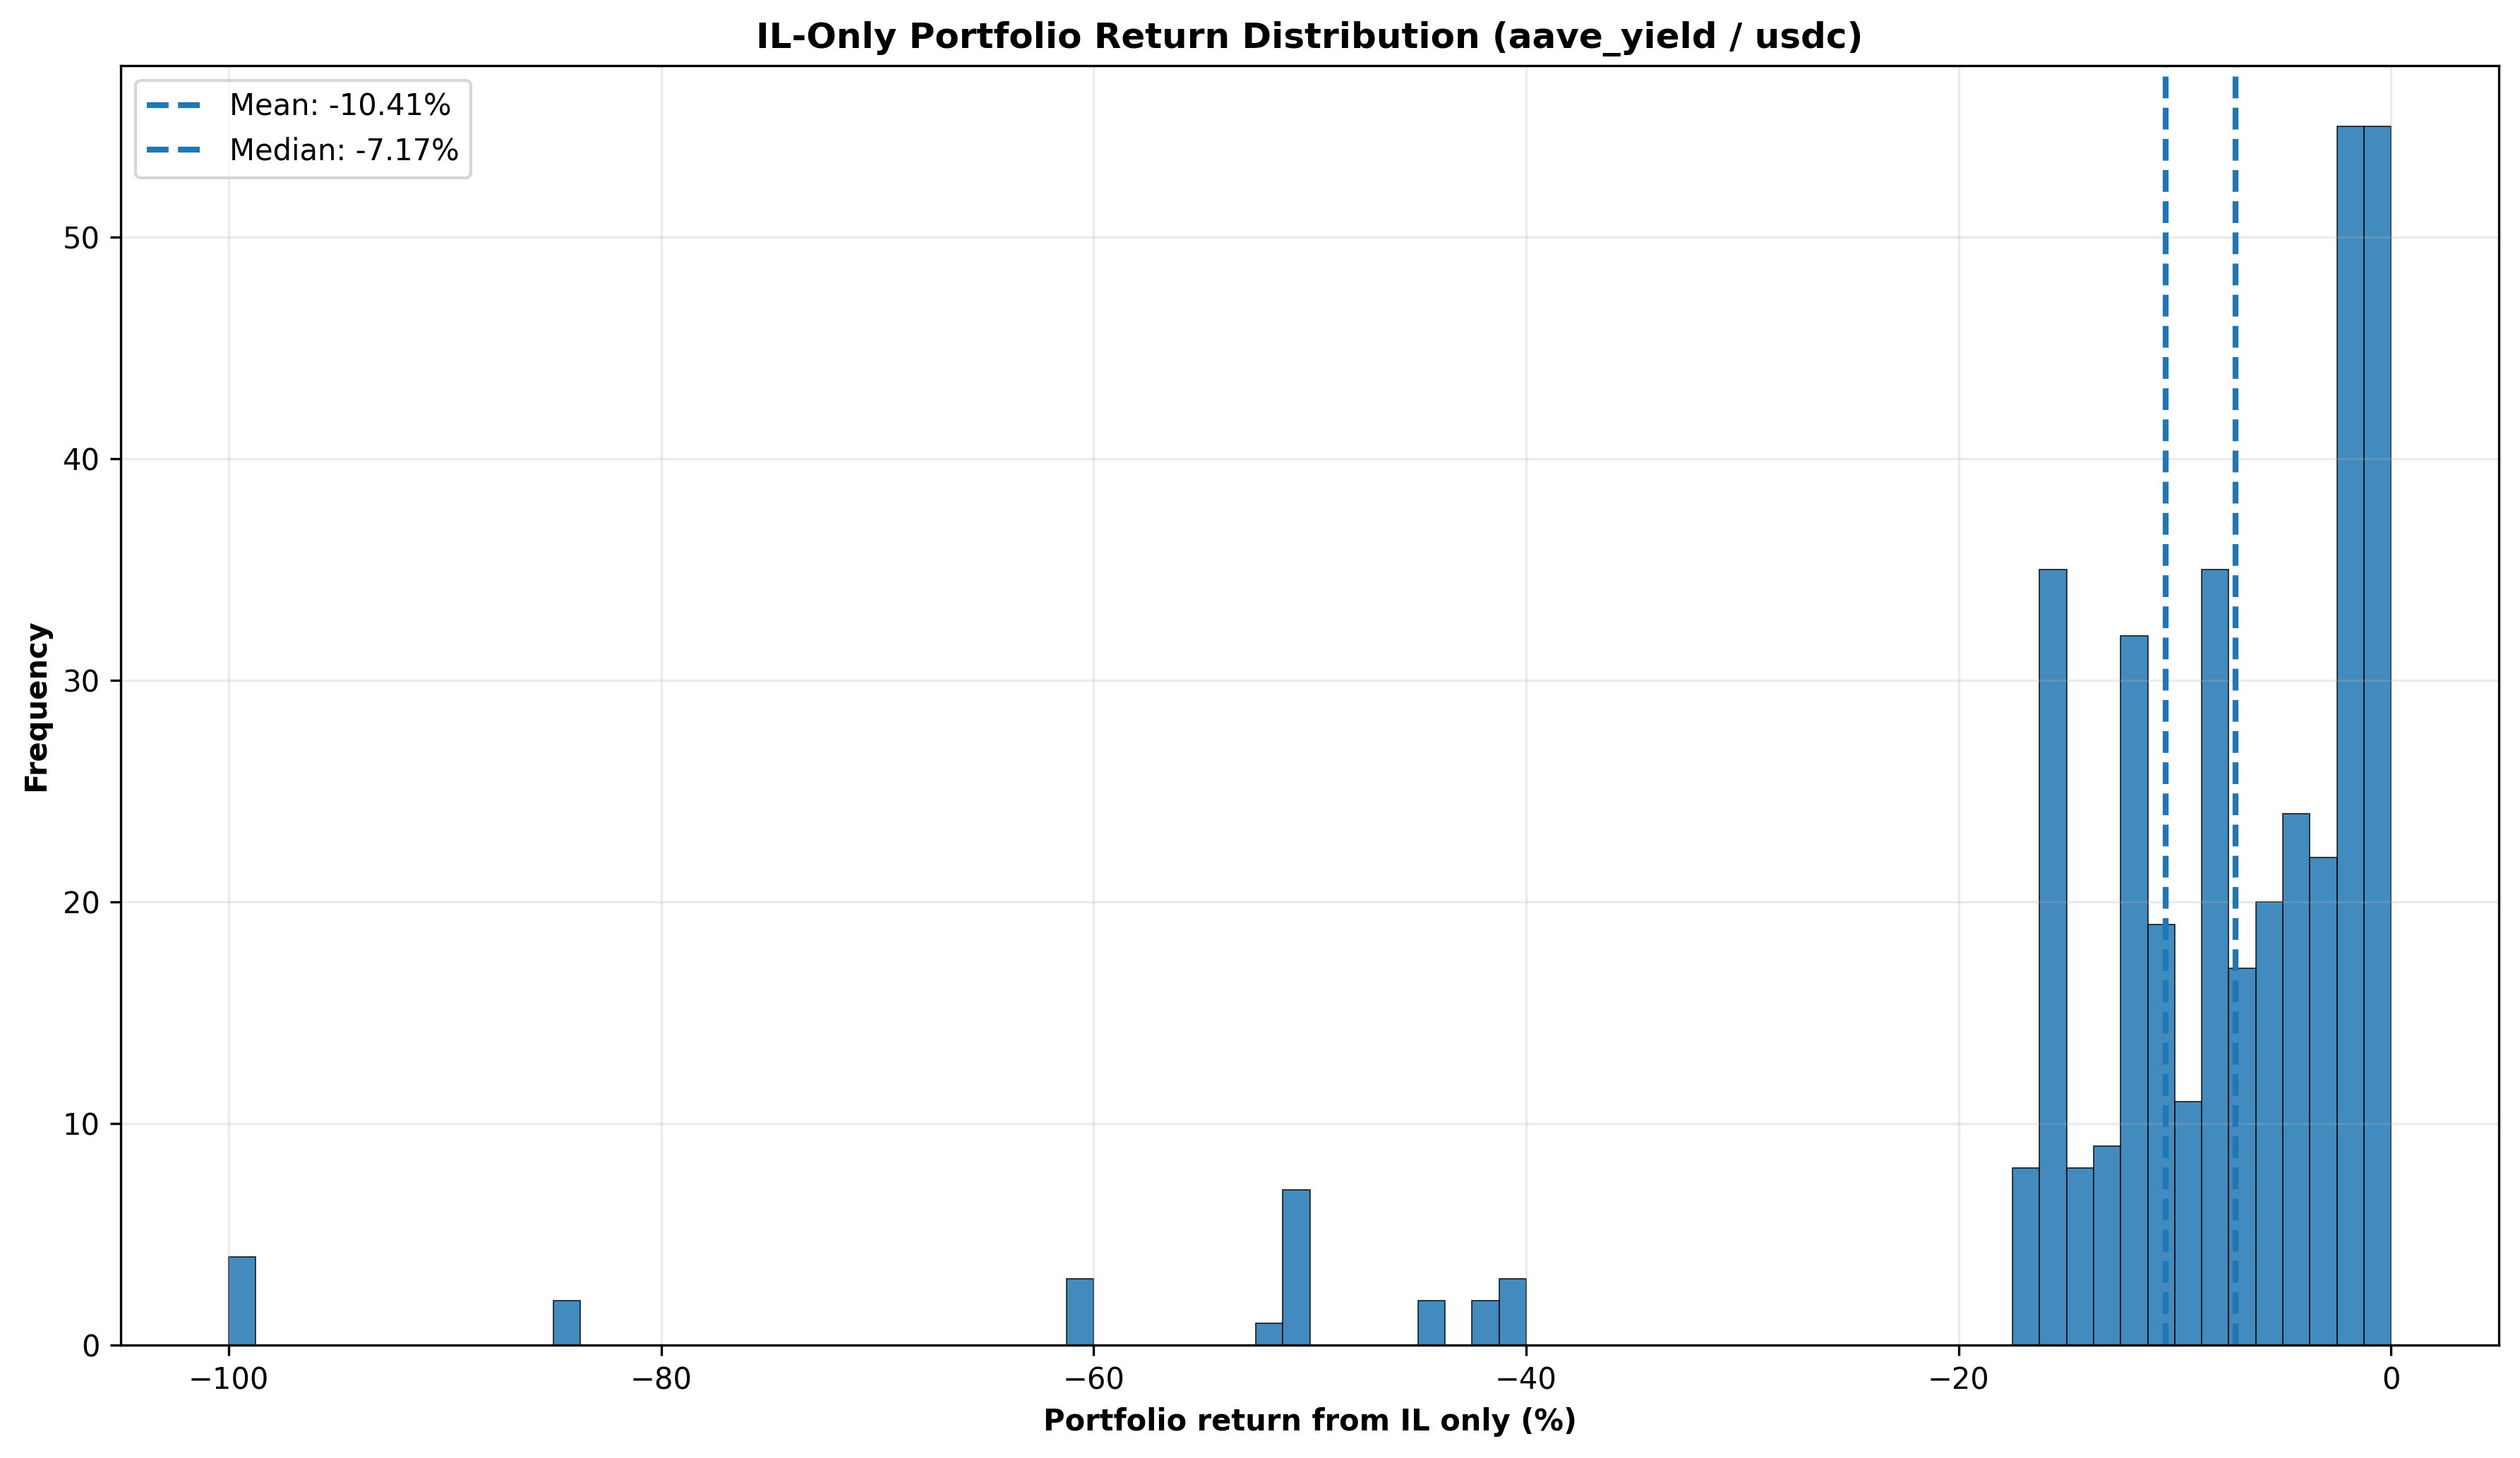 IL-Only Portfolio Return Distribution (aave_yield / usdc)
Mean: -10.41%
Median: -7.17%
50
40
30
20
10
0
Frequency
−100
−80
−60
−40
−20
0
Portfolio return from IL only (%)